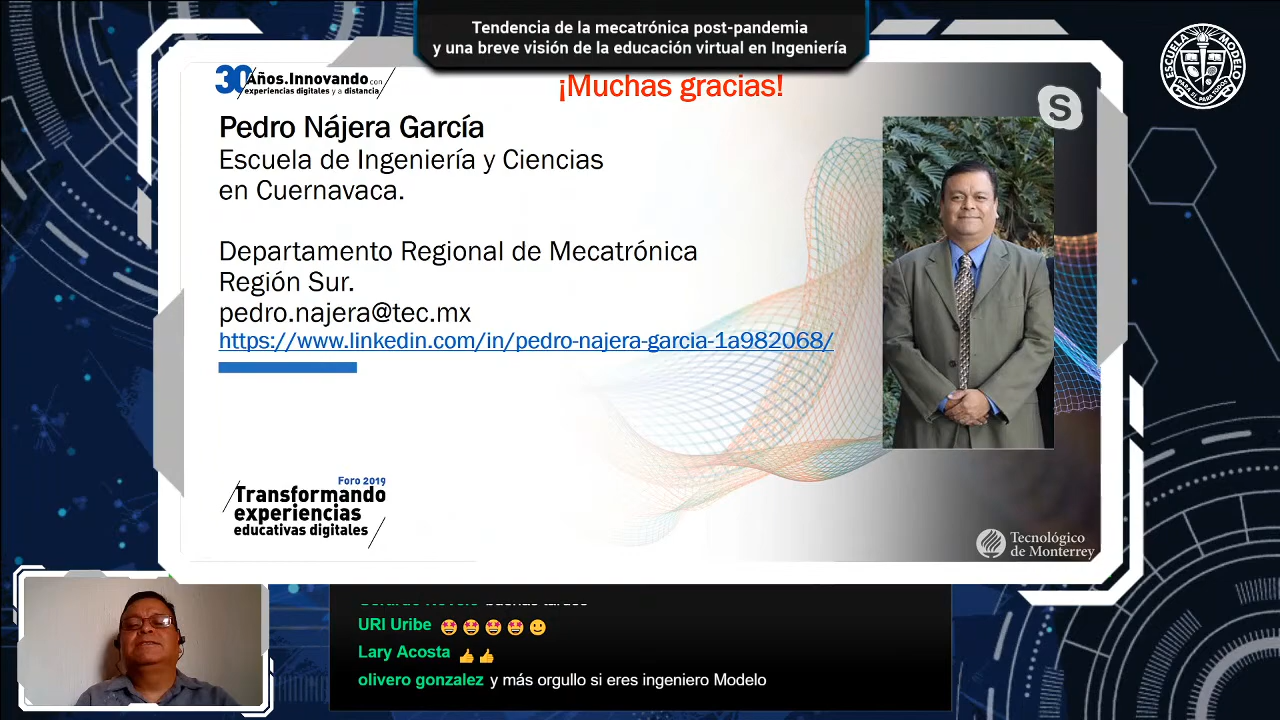 Tendencia de la mecatrónica post-pandemia
y una breve visión de la educación virtual en Ingeniería
ESCUELA MODELO
30 Años.Innovando con
experiencias digitales y a distancia
¡Muchas gracias!
S
Pedro Nájera García
Escuela de Ingeniería y Ciencias
en Cuernavaca.
Departamento Regional de Mecatrónica
Región Sur.
pedro.najera@tec.mx
https://www.linkedin.com/in/pedro-najera-garcia-1a982068/
Foro 2019
Transformando
experiencias
educativas digitales
Tecnológico
de Monterrey
URI Uribe 🤩🤩🤩🤩🙂
Lary Acosta 👍👍
olivero gonzalez y más orgullo si eres ingeniero Modelo